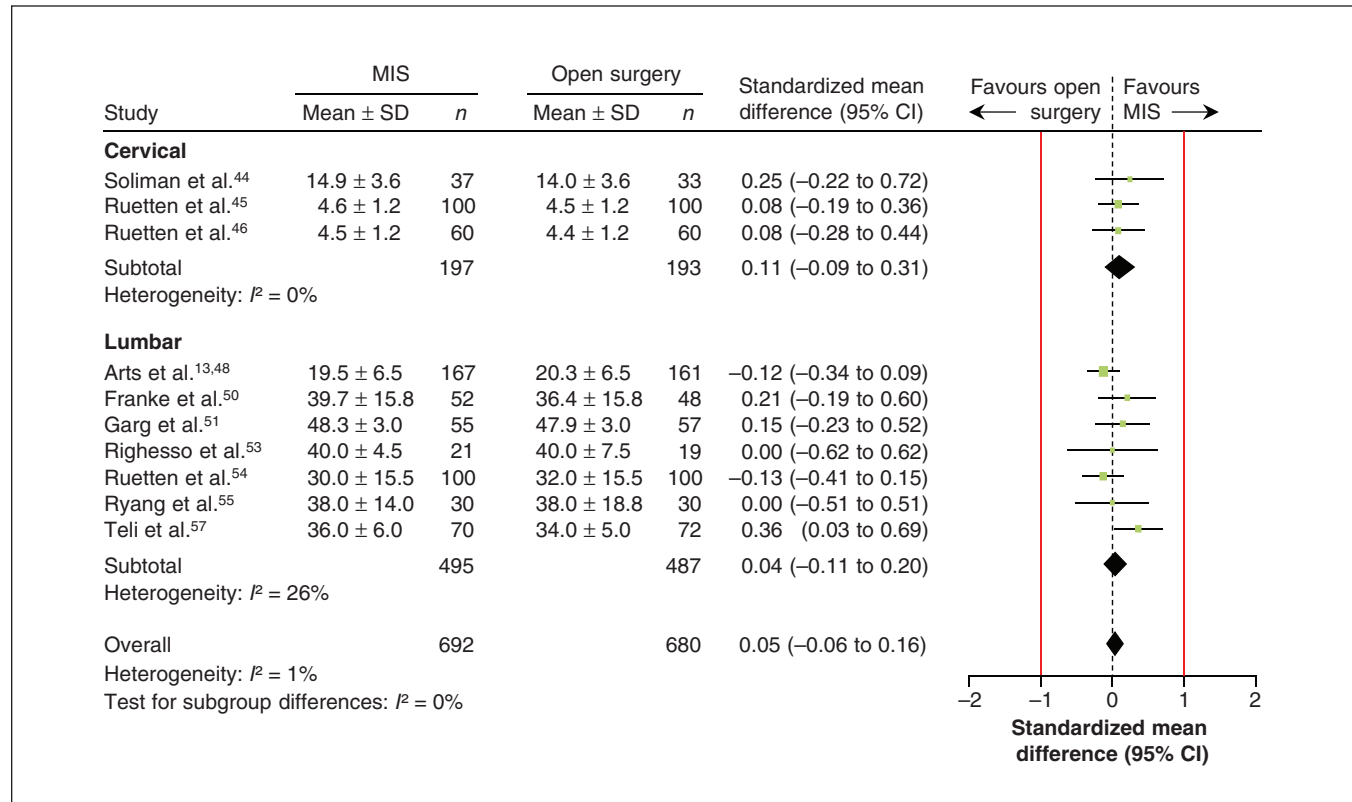 MIS Open surgery Standardized mean difference (95% CI) Favours open surgery Favours MIS
Study Mean ± SD n Mean ± SD n
Cervical
Soliman et al.44 14.9 ± 3.6 37 14.0 ± 3.6 33 0.25 (–0.22 to 0.72)
Ruetten et al.45 4.6 ± 1.2 100 4.5 ± 1.2 100 0.08 (–0.19 to 0.36)
Ruetten et al.46 4.5 ± 1.2 60 4.4 ± 1.2 60 0.08 (–0.28 to 0.44)
Subtotal 197 193 0.11 (–0.09 to 0.31)
Heterogeneity: I² = 0%
Lumbar
Arts et al.13,48 19.5 ± 6.5 167 20.3 ± 6.5 161 –0.12 (–0.34 to 0.09)
Franke et al.50 39.7 ± 15.8 52 36.4 ± 15.8 48 0.21 (–0.19 to 0.60)
Garg et al.51 48.3 ± 3.0 55 47.9 ± 3.0 57 0.15 (–0.23 to 0.52)
Righesso et al.53 40.0 ± 4.5 21 40.0 ± 7.5 19 0.00 (–0.62 to 0.62)
Ruetten et al.54 30.0 ± 15.5 100 32.0 ± 15.5 100 –0.13 (–0.41 to 0.15)
Ryang et al.55 38.0 ± 14.0 30 38.0 ± 18.8 30 0.00 (–0.51 to 0.51)
Teli et al.57 36.0 ± 6.0 70 34.0 ± 5.0 72 0.36 (0.03 to 0.69)
Subtotal 495 487 0.04 (–0.11 to 0.20)
Heterogeneity: I² = 26%
Overall 692 680 0.05 (–0.06 to 0.16)
Heterogeneity: I² = 1%
Test for subgroup differences: I² = 0%
–2 –1 0 1 2
Standardized mean
difference (95% CI)